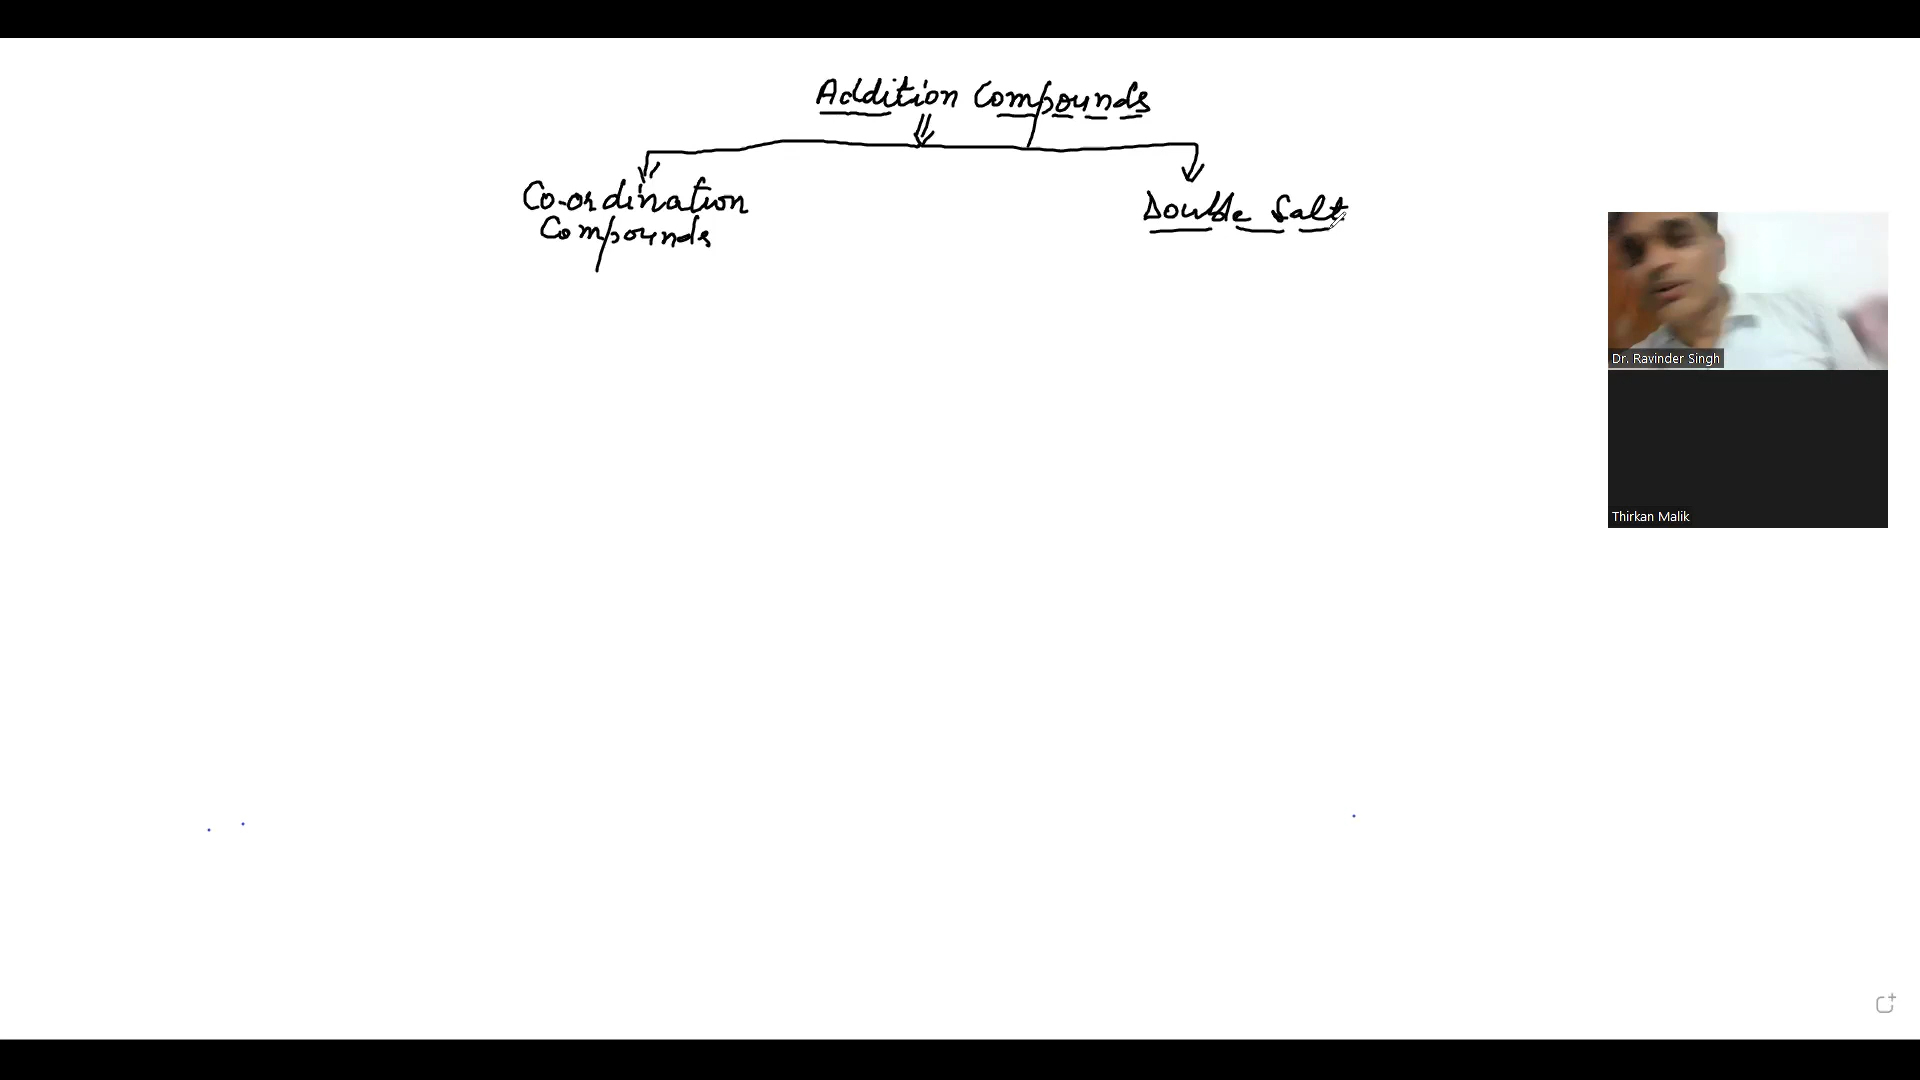 Addition Compounds
Co-ordination
Compounds
Double Salt
Dr. Ravinder Singh
Thirkan Malik